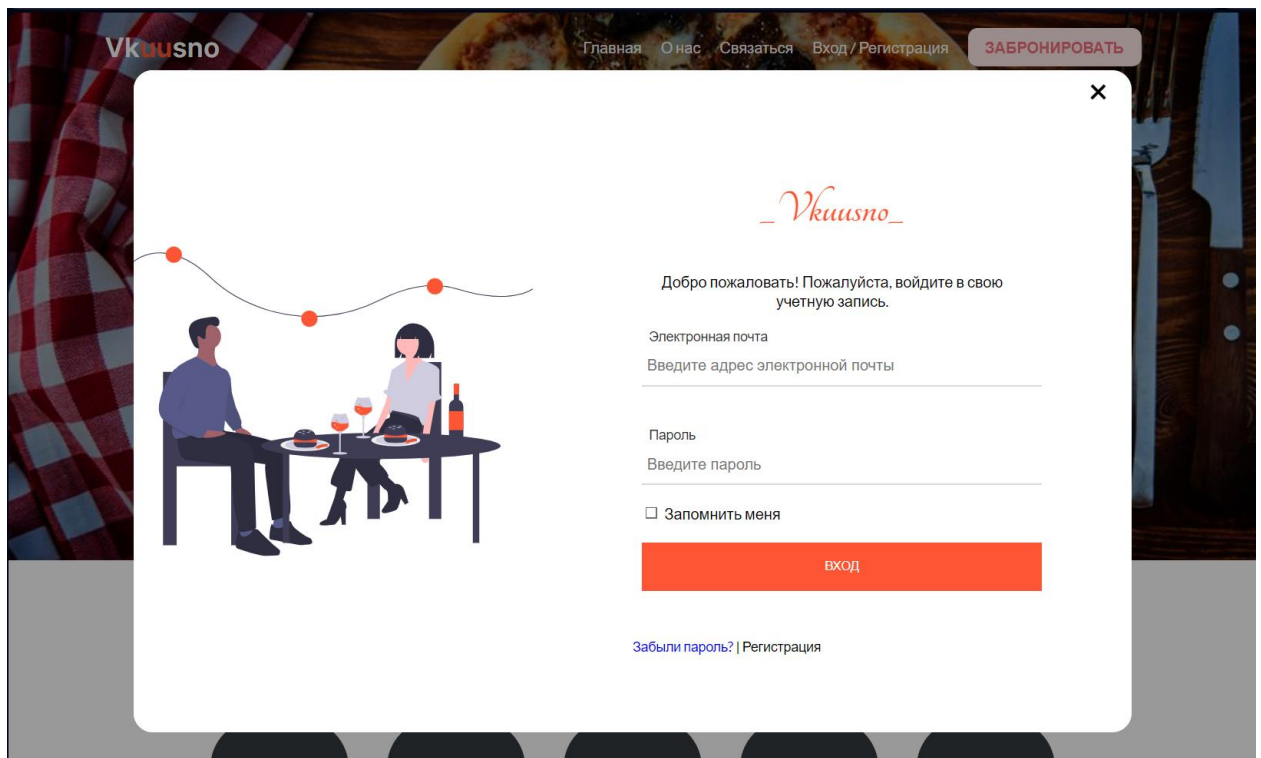 Vkuusno
Главная О нас Связаться Вход / Регистрация ЗАБРОНИРОВАТЬ
_Vkuusno_
Добро пожаловать! Пожалуйста, войдите в свою
учетную запись.
Электронная почта
Введите адрес электронной почты
Пароль
Введите пароль
Запомнить меня
ВХОД
Забыли пароль? | Регистрация